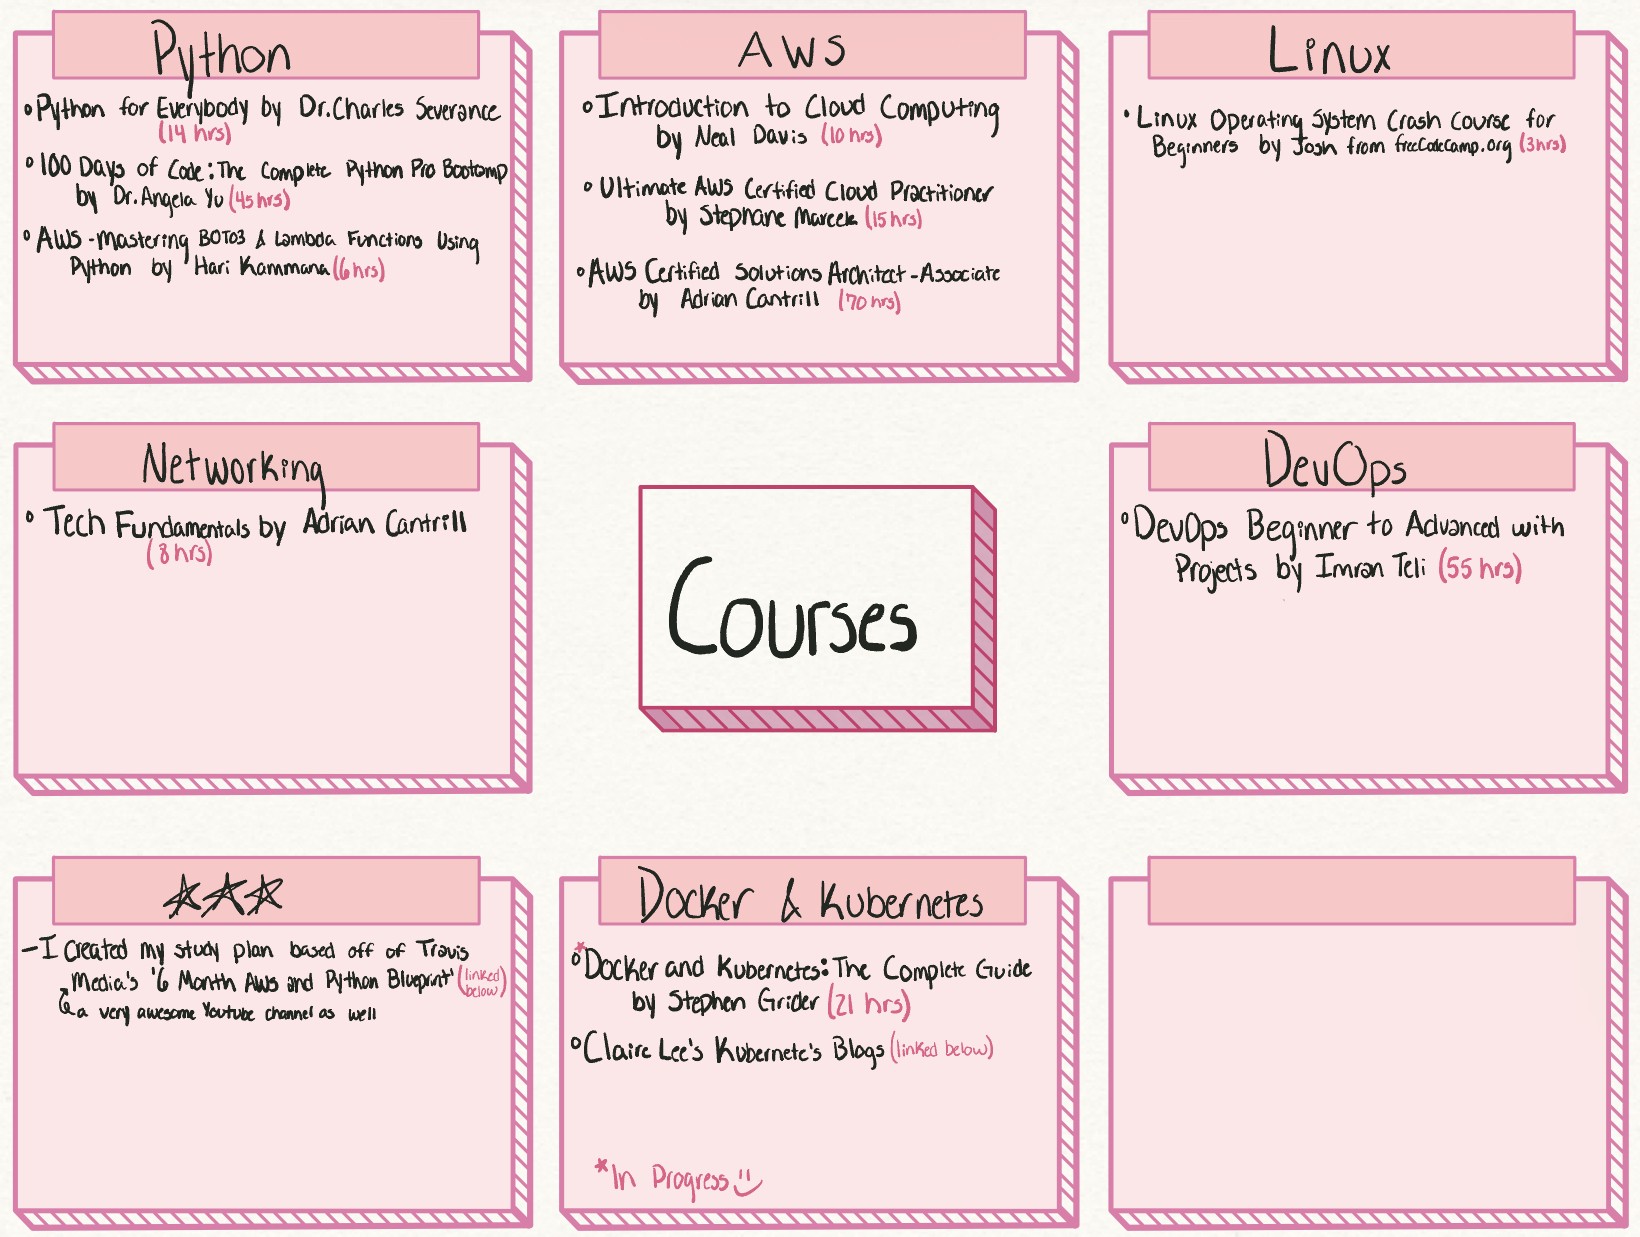 Python
Python for Everybody by Dr. Charles Severance
(14 hrs)
100 Days of Code: The Complete Python Pro Bootcamp
by Dr. Angela Yu (45 hrs)
AWS - Mastering BOTO3 & Lambda Functions Using
Python by Hari Kammana (6 hrs)
AWS
Introduction to Cloud Computing
by Neal Davis (10 hrs)
Ultimate AWS Certified Cloud Practitioner
by Stephane Mareek (15 hrs)
AWS Certified Solutions Architect - Associate
by Adrian Cantrill (70 hrs)
Linux
Linux Operating System Crash Course for
Beginners by Josh from freeCodeCamp.org (3 hrs)
Networking
Tech Fundamentals by Adrian Cantrill
(8 hrs)
Courses
DevOps
DevOps Beginner to Advanced with
Projects by Imran Teli (55 hrs)
- I Created my study plan based off of Travis
Media's '6 Month AWS and Python Blueprint' (linked
below)
a very awesome Youtube channel as well
Docker & Kubernetes
*Docker and Kubernetes: The Complete Guide
by Stephen Grider (21 hrs)
Claire Lee's Kubernete's Blogs (linked below)
*In Progress